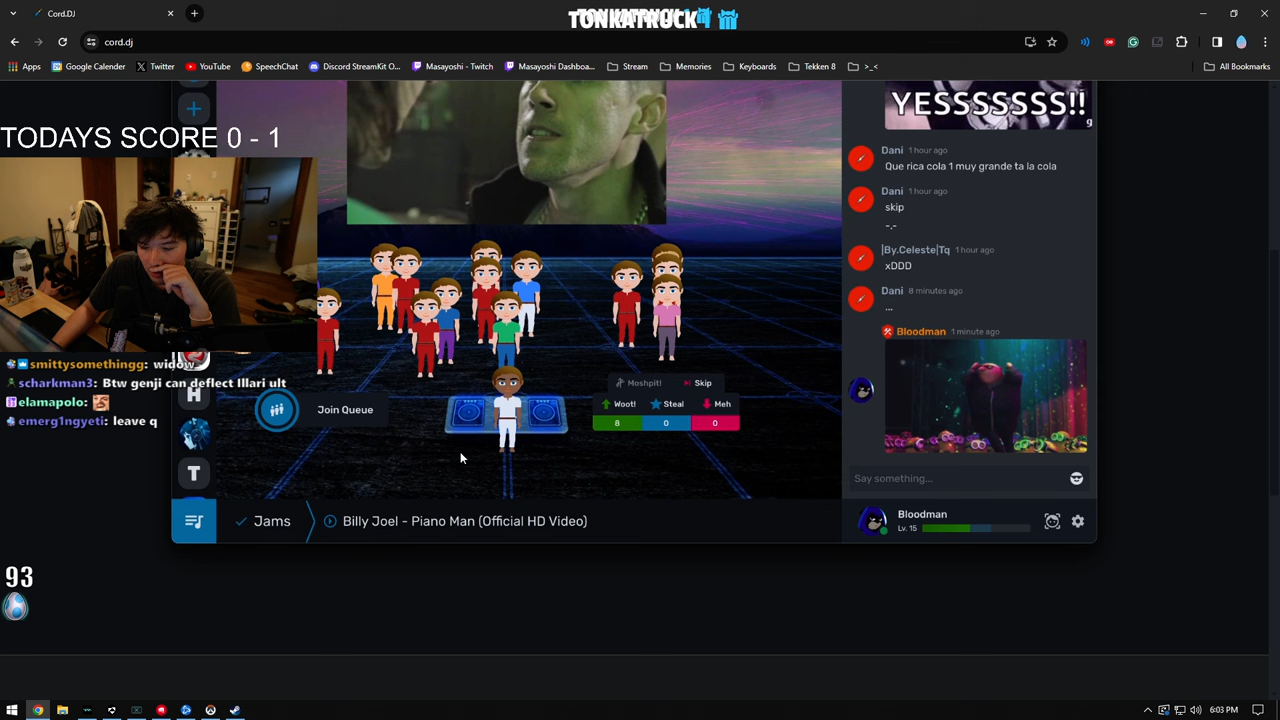 Cord.DJ
TONKATRUCK
cord.dj
Apps
Google Calender
Twitter
YouTube
SpeechChat
Discord StreamKit O...
Masayoshi - Twitch
Masayoshi Dashboa...
Stream
Memories
Keyboards
Tekken 8
>_<
All Bookmarks
TODAYS SCORE 0 - 1
YESSSSSSS!!
g
Dani 1 hour ago
Que rica cola 1 muy grande ta la cola
Dani 1 hour ago
skip
-.-
|By.Celeste|Tq 1 hour ago
xDDD
Dani 8 minutes ago
...
Bloodman 1 minute ago
smittysomethingg: widow
scharkman3: Btw genji can deflect Illari ult
elamapolo:
emerg1ngyeti: leave q
H
T
Join Queue
Moshpit! Skip
Woot! Steal Meh
8 0 0
Say something...
Jams
Billy Joel - Piano Man (Official HD Video)
Bloodman
Lv. 15
93
6:03 PM